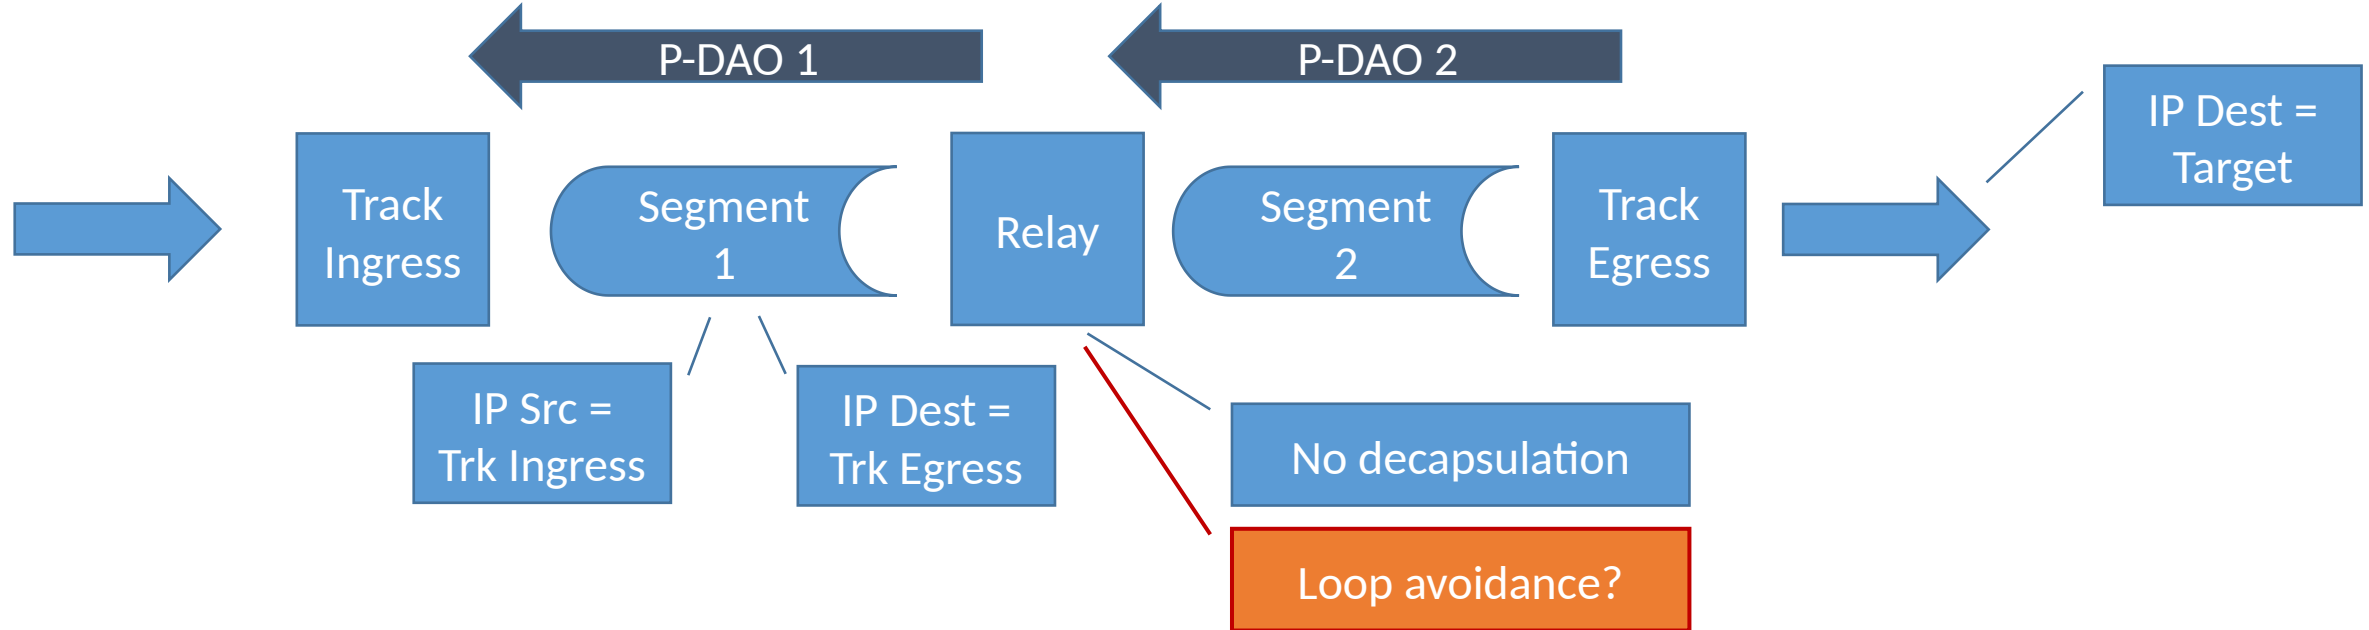 P-DAO 1
P-DAO 2
IP Dest =
Target
Track
Ingress
Segment
1
Relay
Segment
2
Track
Egress
IP Src =
Trk Ingress
IP Dest =
Trk Egress
No decapsulation
Loop avoidance?